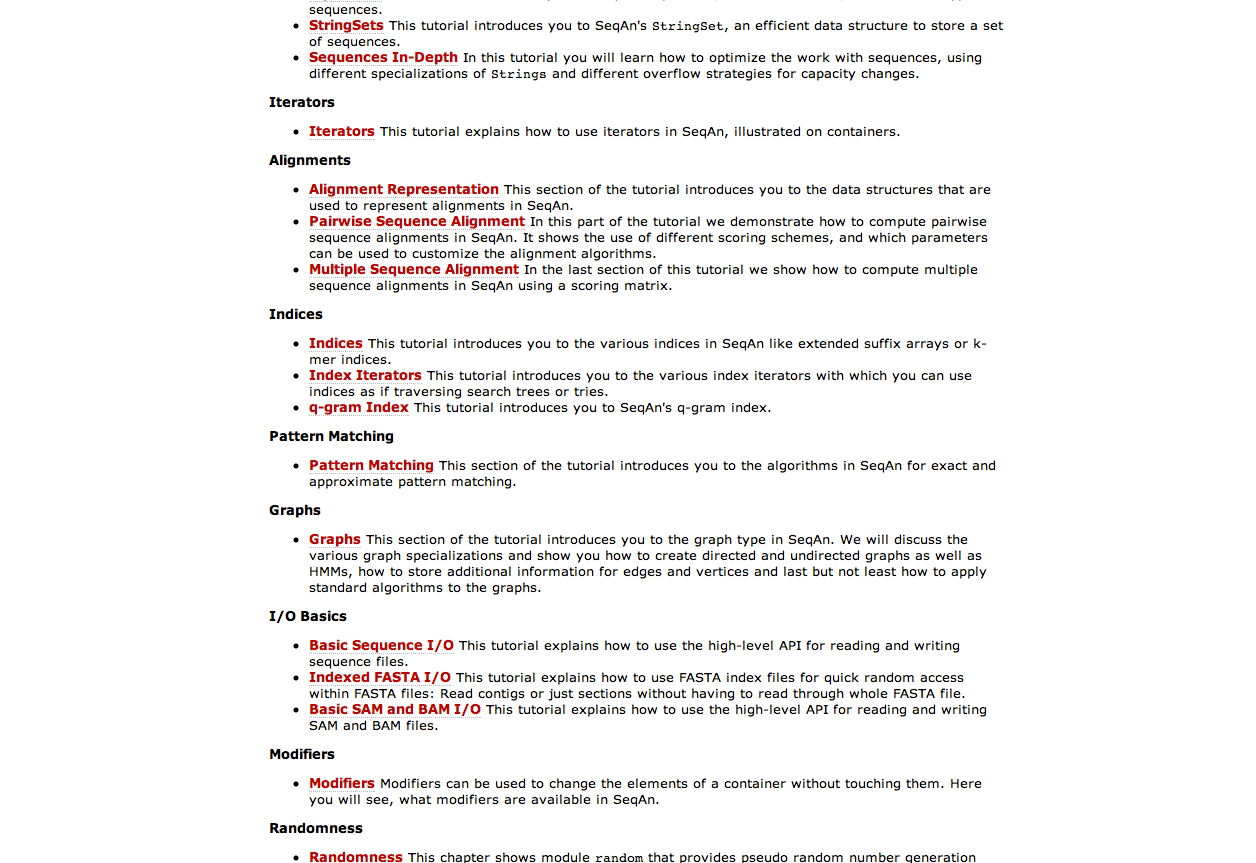 sequences.
StringSets This tutorial introduces you to SeqAn's StringSet, an efficient data structure to store a set
of sequences.
Sequences In-Depth In this tutorial you will learn how to optimize the work with sequences, using
different specializations of Strings and different overflow strategies for capacity changes.
Iterators
Iterators This tutorial explains how to use iterators in SeqAn, illustrated on containers.
Alignments
Alignment Representation This section of the tutorial introduces you to the data structures that are
used to represent alignments in SeqAn.
Pairwise Sequence Alignment In this part of the tutorial we demonstrate how to compute pairwise
sequence alignments in SeqAn. It shows the use of different scoring schemes, and which parameters
can be used to customize the alignment algorithms.
Multiple Sequence Alignment In the last section of this tutorial we show how to compute multiple
sequence alignments in SeqAn using a scoring matrix.
Indices
Indices This tutorial introduces you to the various indices in SeqAn like extended suffix arrays or k-
mer indices.
Index Iterators This tutorial introduces you to the various index iterators with which you can use
indices as if traversing search trees or tries.
q-gram Index This tutorial introduces you to SeqAn's q-gram index.
Pattern Matching
Pattern Matching This section of the tutorial introduces you to the algorithms in SeqAn for exact and
approximate pattern matching.
Graphs
Graphs This section of the tutorial introduces you to the graph type in SeqAn. We will discuss the
various graph specializations and show you how to create directed and undirected graphs as well as
HMMs, how to store additional information for edges and vertices and last but not least how to apply
standard algorithms to the graphs.
I/O Basics
Basic Sequence I/O This tutorial explains how to use the high-level API for reading and writing
sequence files.
Indexed FASTA I/O This tutorial explains how to use FASTA index files for quick random access
within FASTA files: Read contigs or just sections without having to read through whole FASTA file.
Basic SAM and BAM I/O This tutorial explains how to use the high-level API for reading and writing
SAM and BAM files.
Modifiers
Modifiers Modifiers can be used to change the elements of a container without touching them. Here
you will see, what modifiers are available in SeqAn.
Randomness
Randomness This chapter shows module random that provides pseudo random number generation